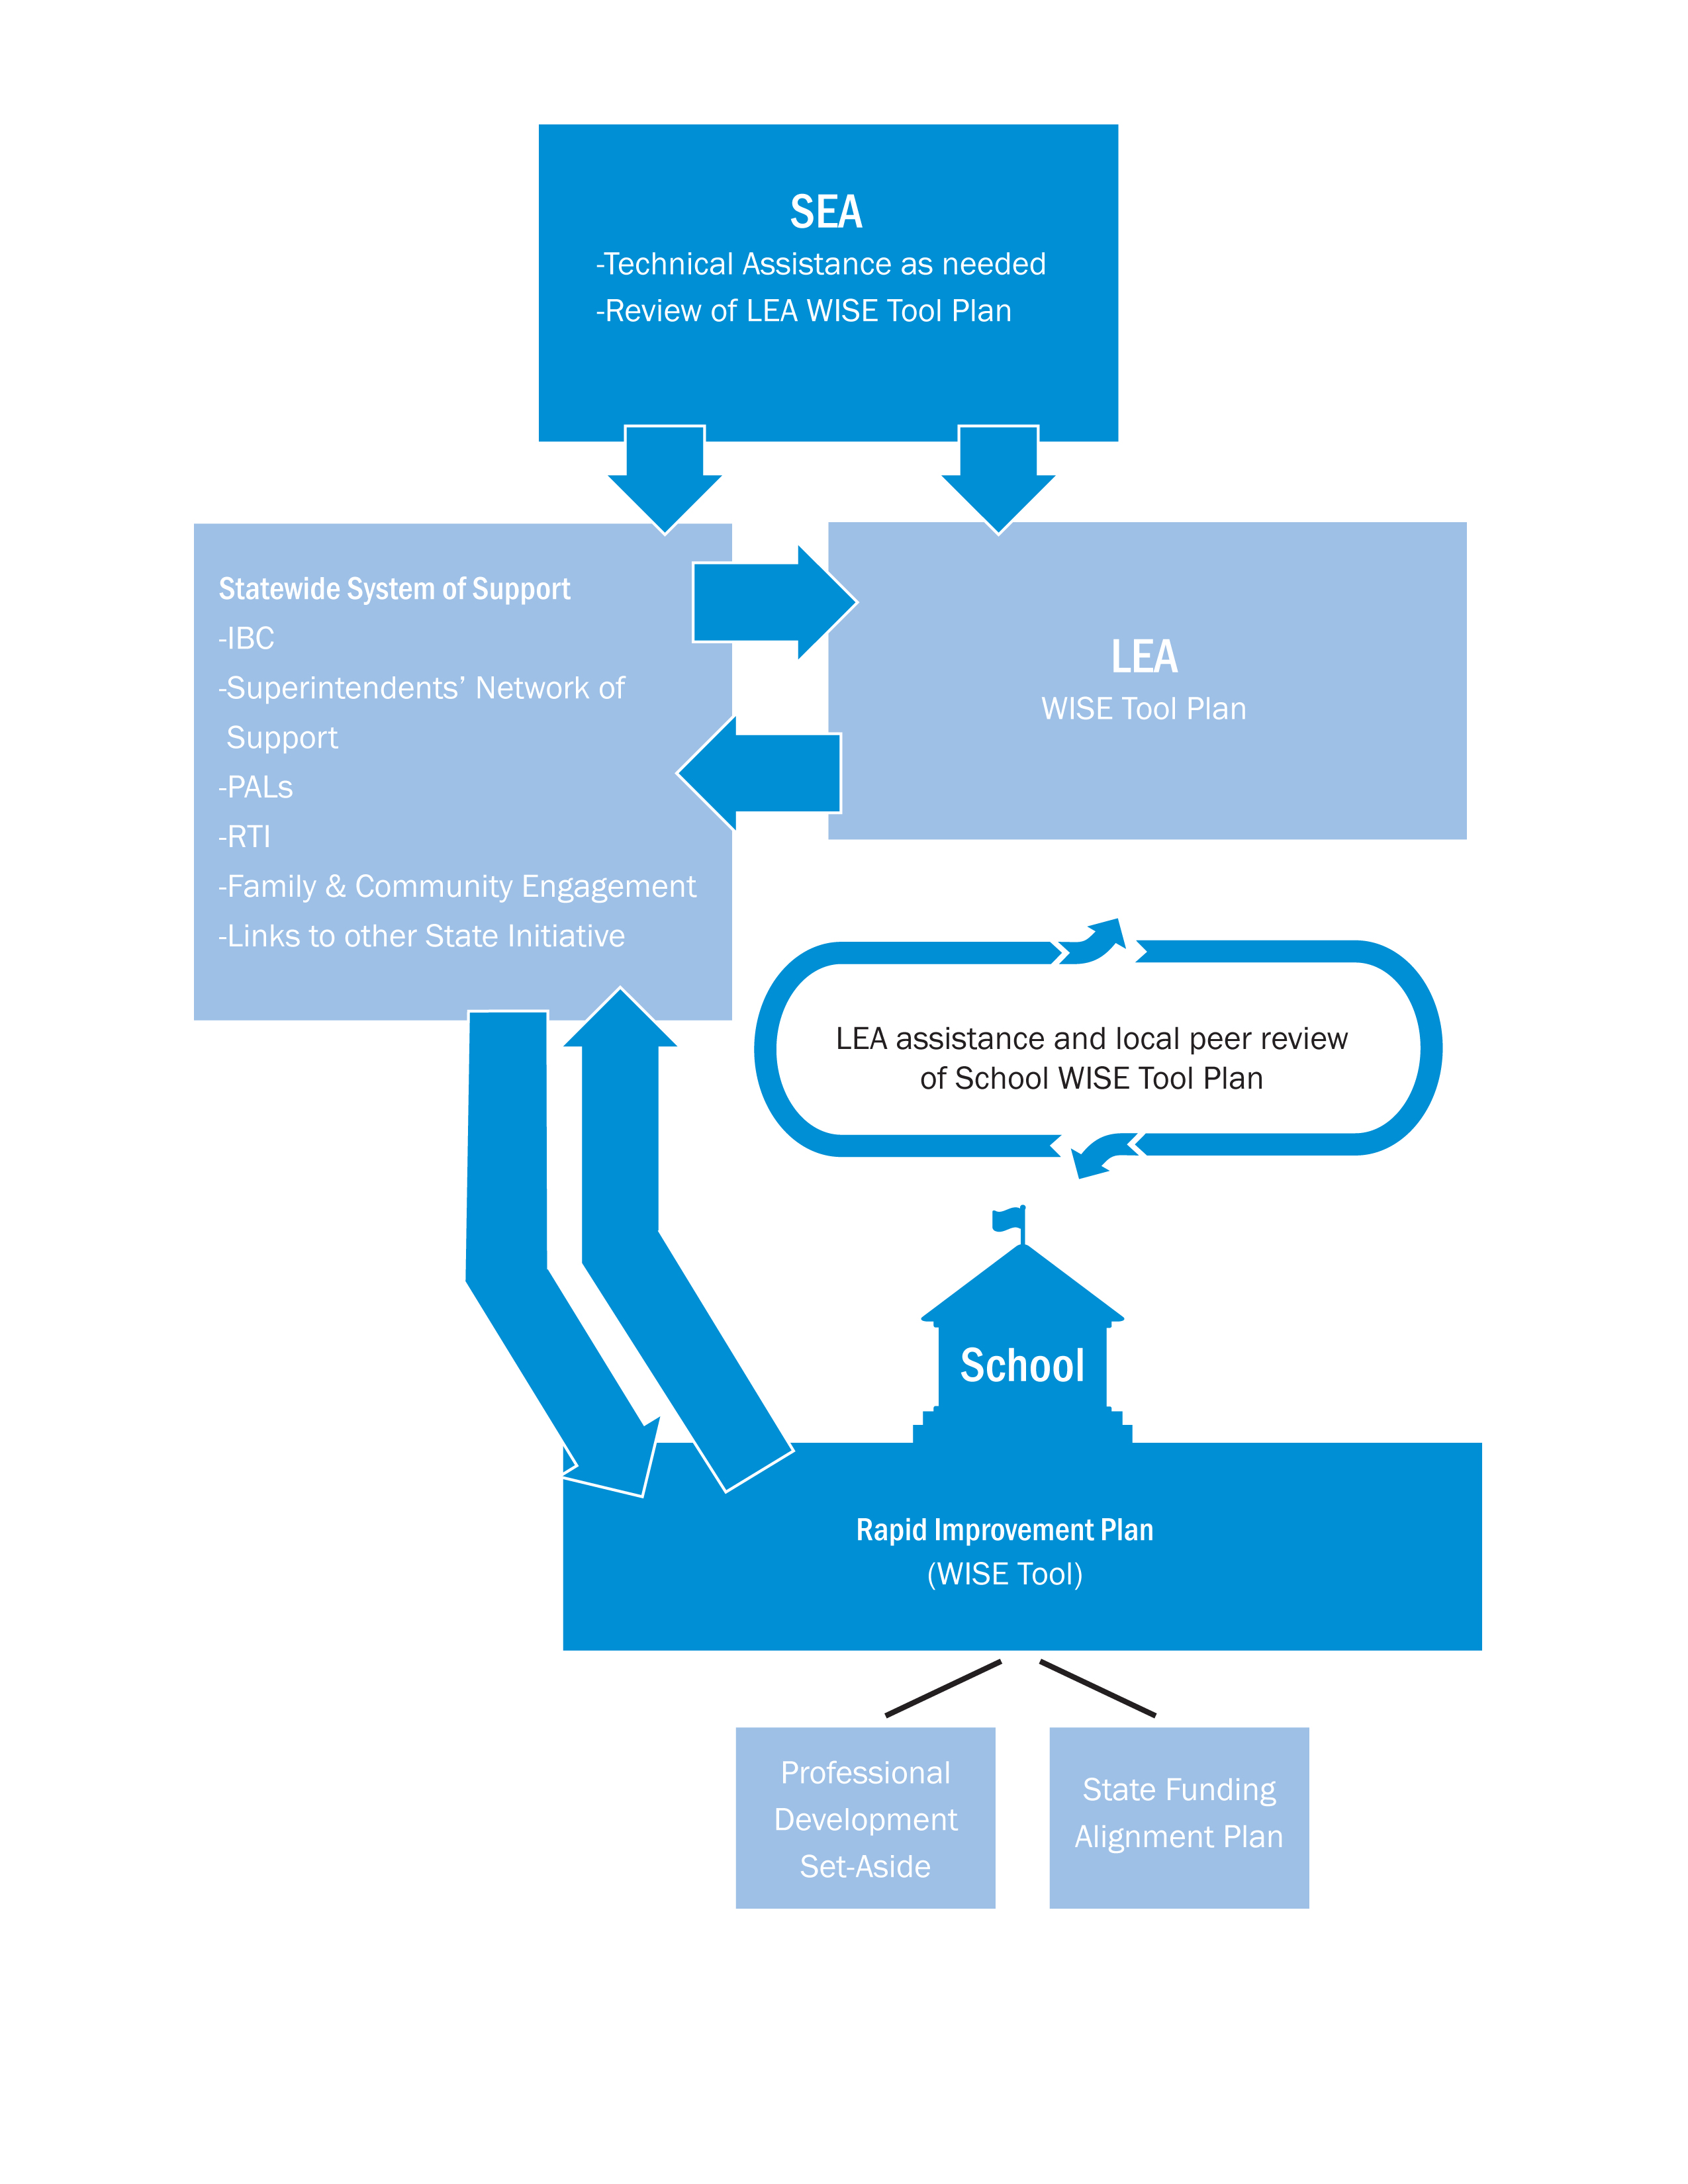 SEA
-Technical Assistance as needed
-Review of LEA WISE Tool Plan
Statewide System of Support
-IBC
-Superintendents’ Network of
Support
-PALs
-RTI
-Family & Community Engagement
-Links to other State Initiative
LEA
WISE Tool Plan
LEA assistance and local peer review
of School WISE Tool Plan
School
Rapid Improvement Plan
(WISE Tool)
Professional
Development
Set-Aside
State Funding
Alignment Plan